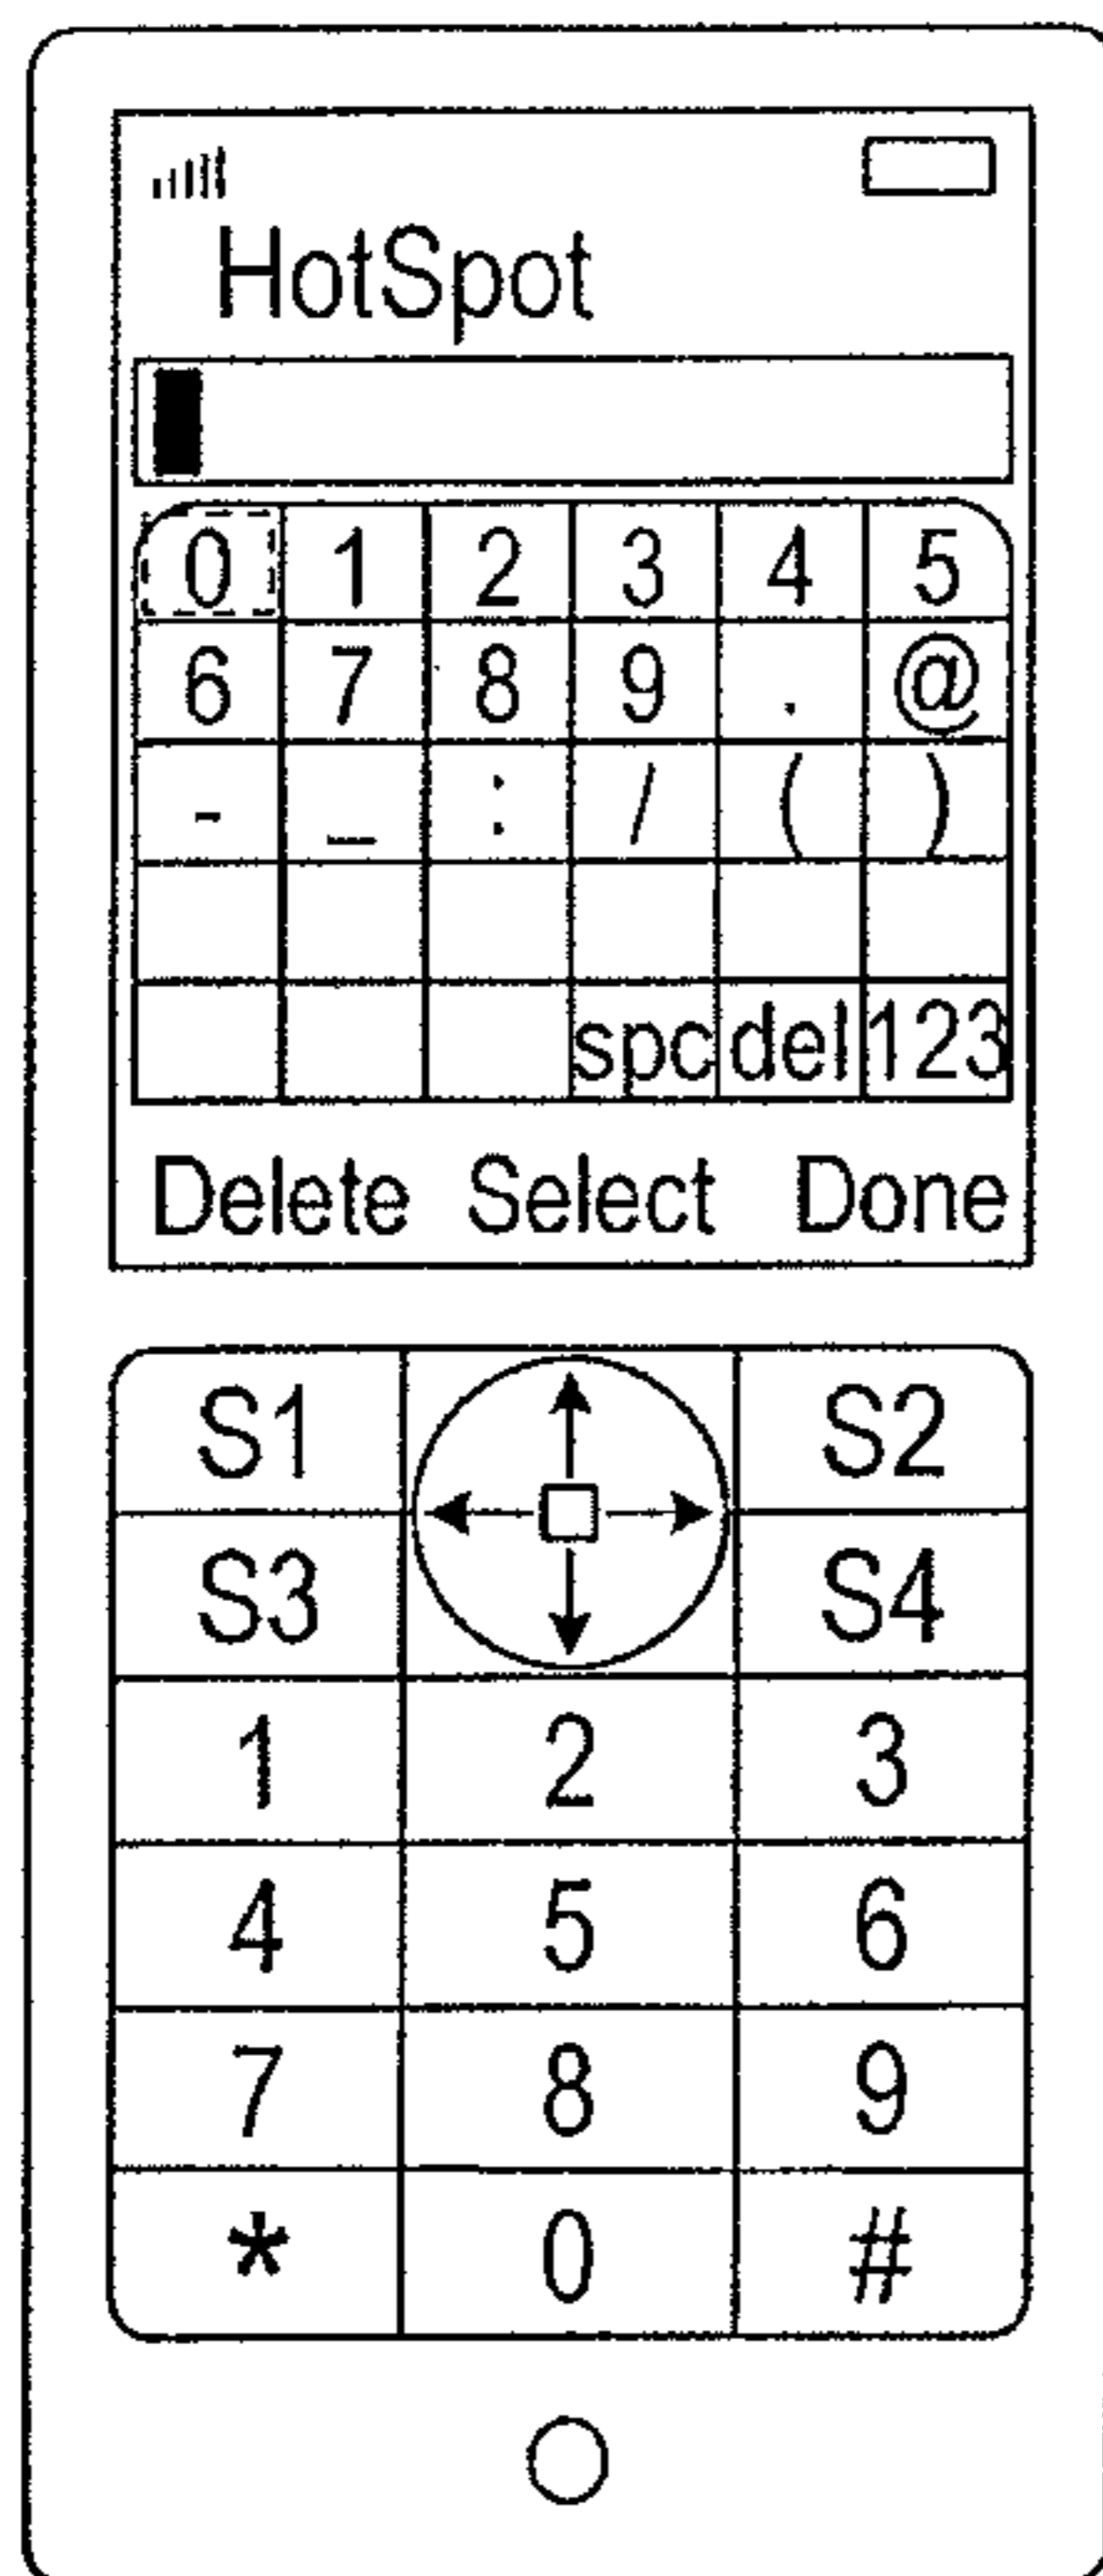 HotSpot
0 1 2 3 4 5
6 7 8 9 . @
- _ : / ( )
spc del 123
Delete Select Done
S1 S2
S3 S4
1 2 3
4 5 6
7 8 9
* 0 #